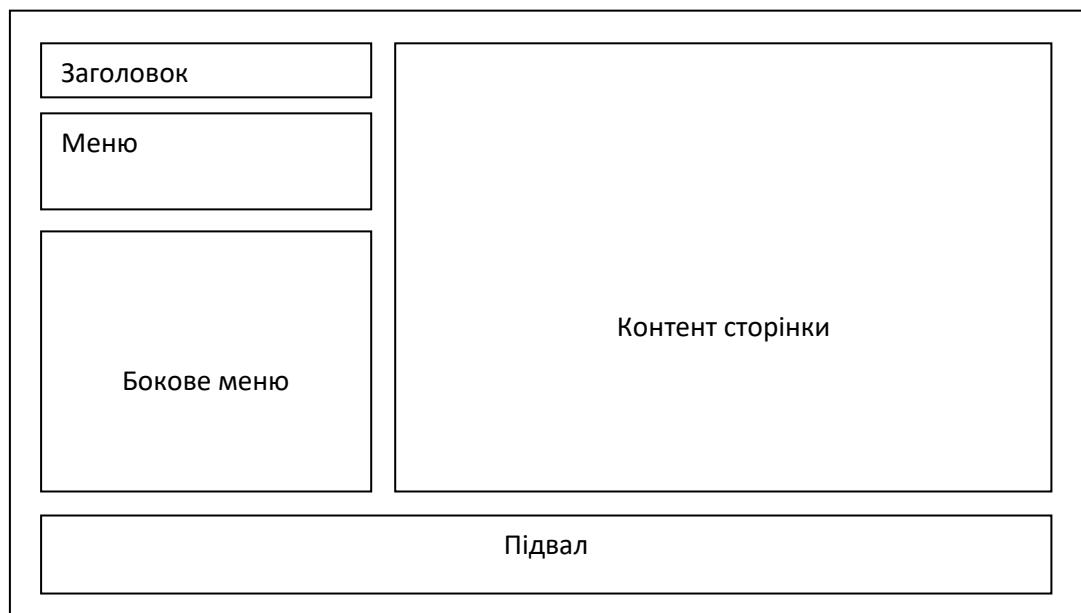 Заголовок
Меню
Бокове меню
Контент сторінки
Підвал